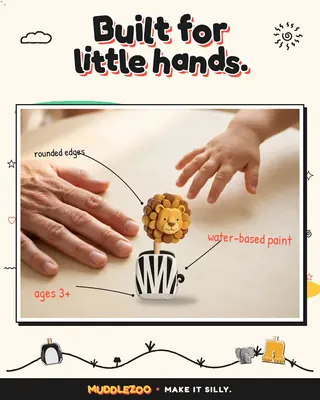 Built for
little hands.
rounded edges
water-based paint
ages 3+
MUDDLEZOO • MAKE IT SILLY.